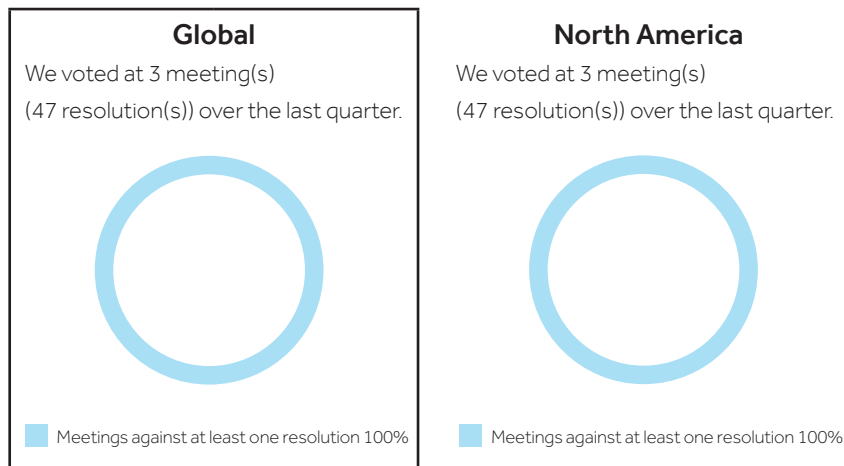 Global
We voted at 3 meeting(s)
(47 resolution(s)) over the last quarter.
Meetings against at least one resolution 100%
North America
We voted at 3 meeting(s)
(47 resolution(s)) over the last quarter.
Meetings against at least one resolution 100%